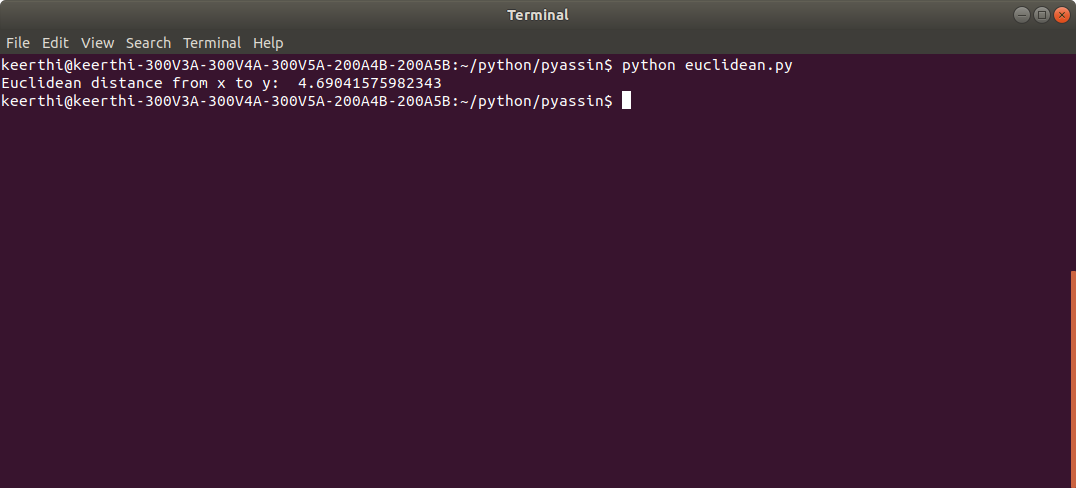 Terminal
File Edit View Search Terminal Help
keerthi@keerthi-300V3A-300V4A-300V5A-200A4B-200A5B:~/python/pyassin$ python euclidean.py
Euclidean distance from x to y:  4.69041575982343
keerthi@keerthi-300V3A-300V4A-300V5A-200A4B-200A5B:~/python/pyassin$